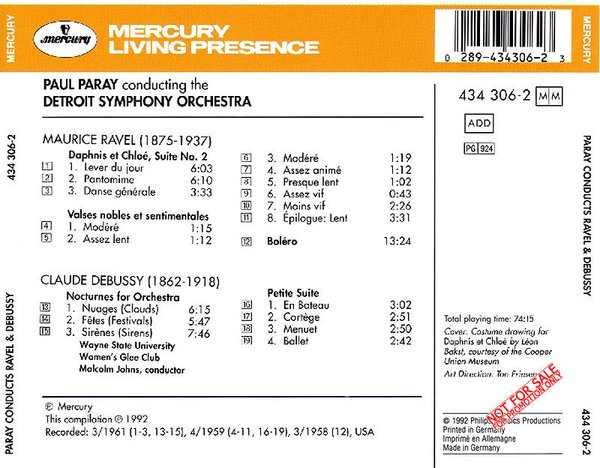 MERCURY
Mercury
MERCURY
LIVING PRESENCE
0 289-434306-2 3
MERCURY
434 306-2
PAUL PARAY conducting the
DETROIT SYMPHONY ORCHESTRA
434 306-2 MM
ADD
PG 924
MAURICE RAVEL (1875-1937)
Daphnis et Chloé, Suite No. 2
1 1. Lever du jour 6:03
2 2. Pantomime 6:10
3 3. Danse générale 3:33
Valses nobles et sentimentales
4 1. Modéré 1:15
5 2. Assez lent 1:12
6 3. Modéré 1:19
7 4. Assez animé 1:12
8 5. Presque lent 1:02
9 6. Assez vif 0:43
10 7. Moins vif 2:26
11 8. Épilogue: Lent 3:31
12 Boléro 13:24
CLAUDE DEBUSSY (1862-1918)
Nocturnes for Orchestra
13 1. Nuages (Clouds) 6:15
14 2. Fêtes (Festivals) 5:47
15 3. Sirènes (Sirens) 7:46
Wayne State University
Women's Glee Club
Malcolm Johns, conductor
Petite Suite
16 1. En Bateau 3:02
17 2. Cortège 2:51
18 3. Menuet 2:50
19 4. Ballet 2:42
℗ Mercury
This compilation ℗ 1992
Recorded: 3/1961 (1-3, 13-15), 4/1959 (4-11, 16-19), 3/1958 (12), USA
Total playing time: 74:15
Cover: Costume drawing for
Daphnis et Chloé by Léon
Bakst, courtesy of the Cooper
Union Museum
Art Direction: Ton Friesen
NOT FOR SALE
FOR PROMOTION ONLY
© 1992 Philips Productions
Printed in Germany
Imprimé en Allemagne
Made in Germany
PARAY CONDUCTS RAVEL & DEBUSSY
434 306-2
PARAY CONDUCTS RAVEL & DEBUSSY
434 306-2